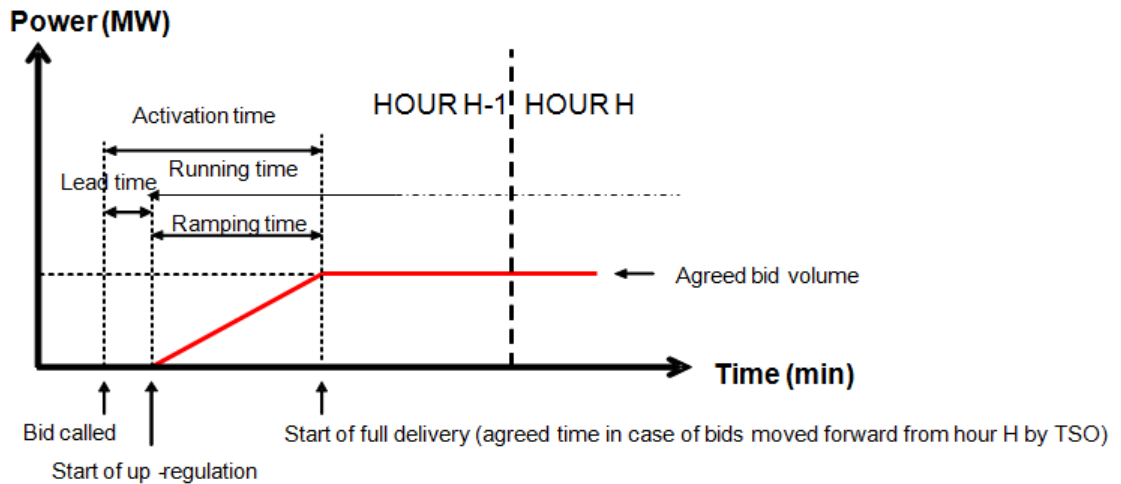 Power (MW)
HOUR H-1 HOUR H
Activation time
Running time
Lead time
Ramping time
Agreed bid volume
Time (min)
Bid called
Start of full delivery (agreed time in case of bids moved forward from hour H by TSO)
Start of up -regulation